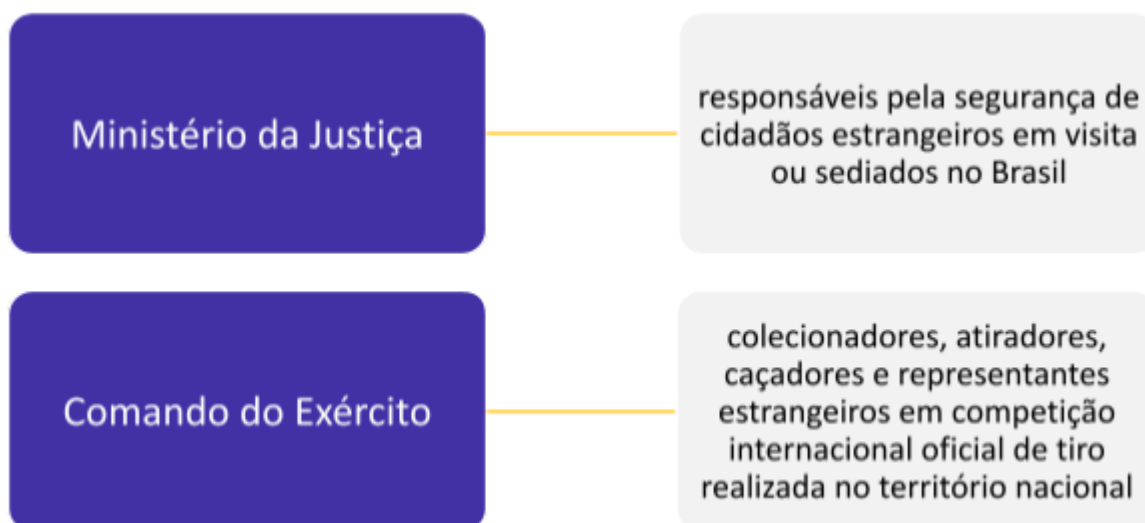 Ministério da Justiça
responsáveis pela segurança de
cidadãos estrangeiros em visita
ou sediados no Brasil
Comando do Exército
colecionadores, atiradores,
caçadores e representantes
estrangeiros em competição
internacional oficial de tiro
realizada no território nacional